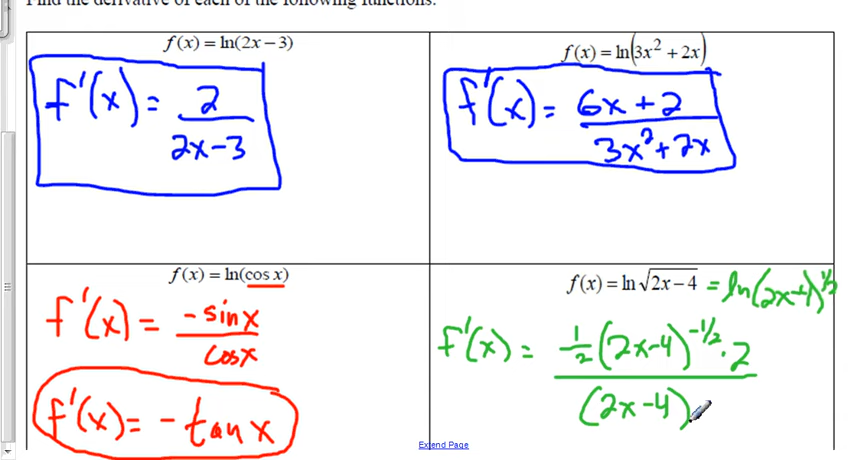 Find the derivative of each of the following functions.
f(x) = ln(2x − 3)
f'(x) = 2 / (2x − 3)
f(x) = ln(3x² + 2x)
f'(x) = (6x + 2) / (3x² + 2x)
f(x) = ln(cos x)
f'(x) = −sinx / cosx
f'(x) = −tanx
f(x) = ln √(2x − 4) = ln(2x−4)^(1/2)
f'(x) = ½(2x−4)^(−1/2) · 2 / (2x−4)
Extend Page